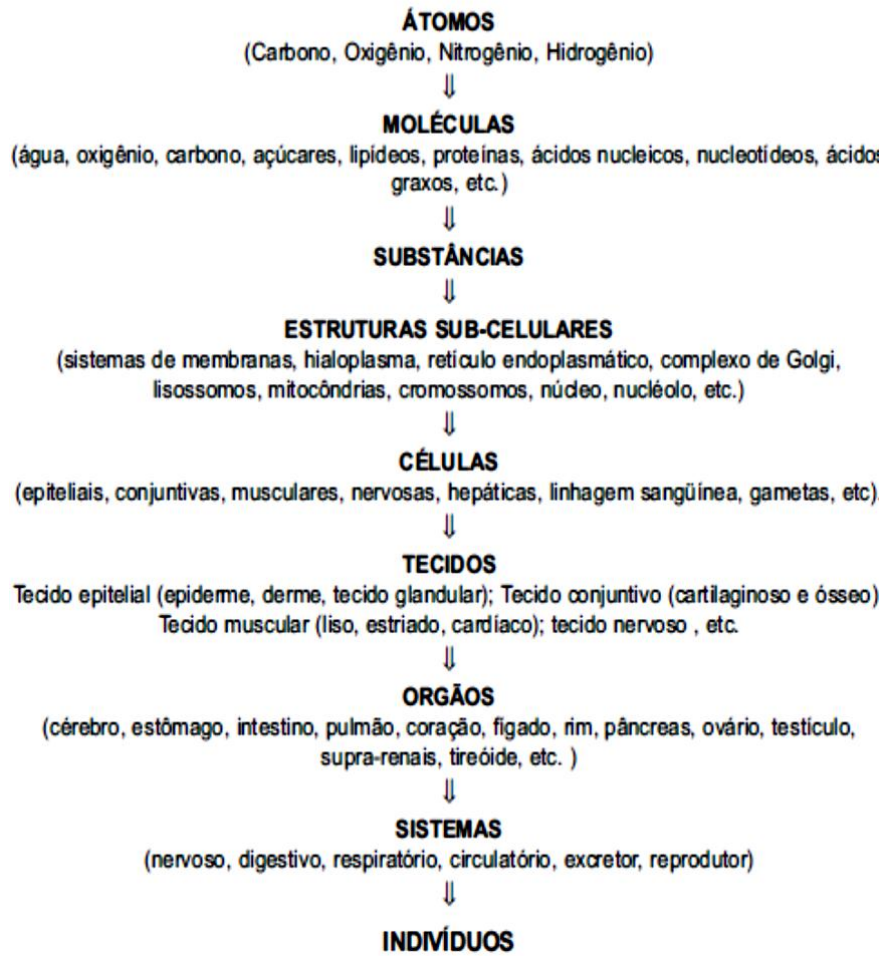 ÁTOMOS
(Carbono, Oxigênio, Nitrogênio, Hidrogênio)
⇓
MOLÉCULAS
(água, oxigênio, carbono, açúcares, lipídeos, proteínas, ácidos nucleicos, nucleotídeos, ácidos
graxos, etc.)
⇓
SUBSTÂNCIAS
⇓
ESTRUTURAS SUB-CELULARES
(sistemas de membranas, hialoplasma, retículo endoplasmático, complexo de Golgi,
lisossomos, mitocôndrias, cromossomos, núcleo, nucléolo, etc.)
⇓
CÉLULAS
(epiteliais, conjuntivas, musculares, nervosas, hepáticas, linhagem sangüínea, gametas, etc).
⇓
TECIDOS
Tecido epitelial (epiderme, derme, tecido glandular); Tecido conjuntivo (cartilaginoso e ósseo)
Tecido muscular (liso, estriado, cardíaco); tecido nervoso , etc.
⇓
ORGÃOS
(cérebro, estômago, intestino, pulmão, coração, fígado, rim, pâncreas, ovário, testículo,
supra-renais, tireóide, etc. )
⇓
SISTEMAS
(nervoso, digestivo, respiratório, circulatório, excretor, reprodutor)
⇓
INDIVÍDUOS